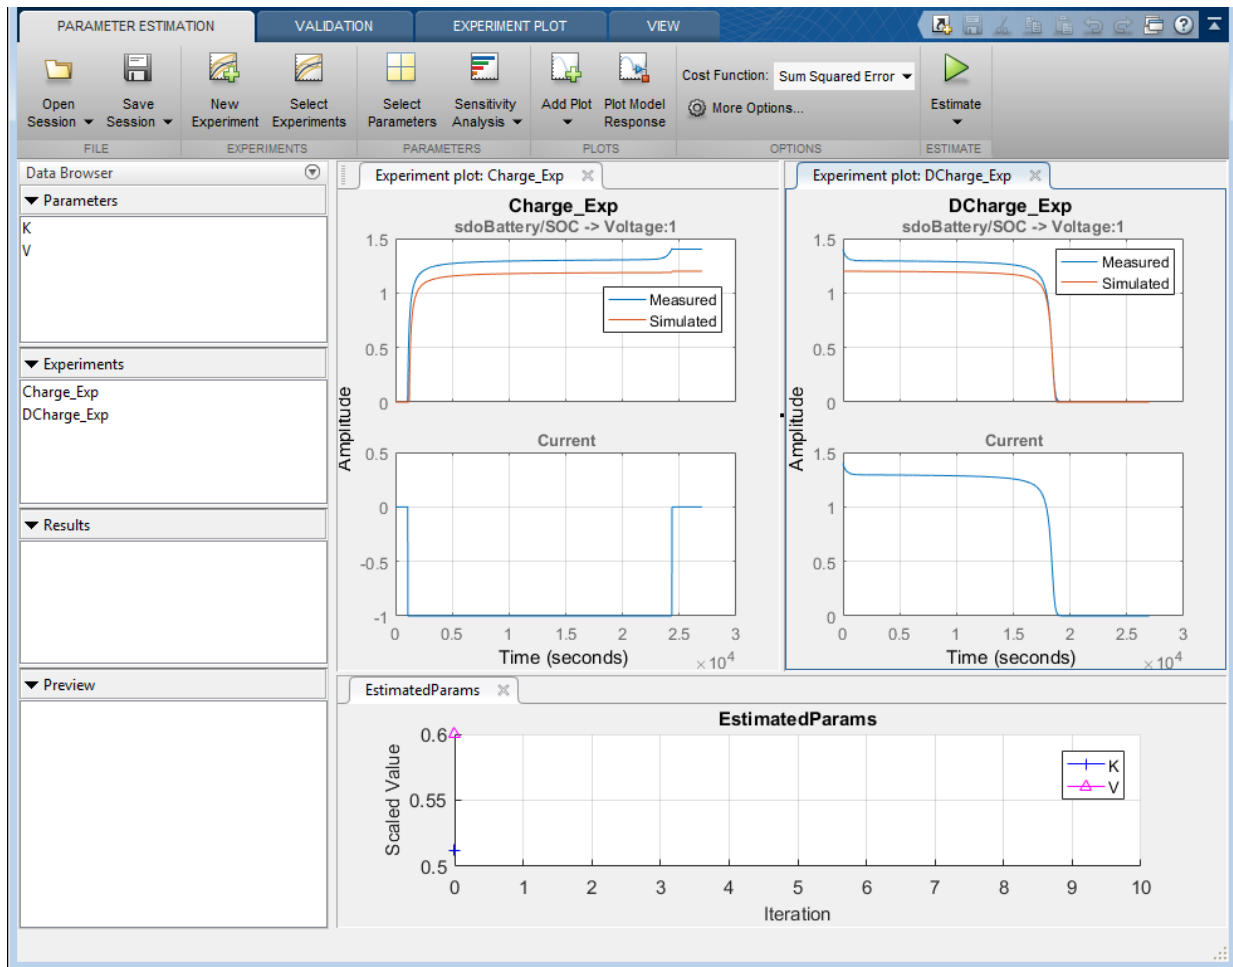 PARAMETER ESTIMATION
VALIDATION
EXPERIMENT PLOT
VIEW
?
Open Session
Save Session
New Experiment
Select Experiments
Select Parameters
Sensitivity Analysis
Add Plot
Plot Model Response
Cost Function: Sum Squared Error
More Options...
Estimate
FILE
EXPERIMENTS
PARAMETERS
PLOTS
OPTIONS
ESTIMATE
Data Browser
Parameters
K
V
Experiments
Charge_Exp
DCharge_Exp
Results
Preview
Experiment plot: Charge_Exp
Charge_Exp
sdoBattery/SOC -> Voltage:1
1.5
1
0.5
0
Measured
Simulated
Amplitude
Current
0.5
0
-0.5
-1
0 0.5 1 1.5 2 2.5 3
Time (seconds)
×10^4
Experiment plot: DCharge_Exp
DCharge_Exp
sdoBattery/SOC -> Voltage:1
1.5
1
0.5
0
Measured
Simulated
Amplitude
Current
1.5
1
0.5
0
0 0.5 1 1.5 2 2.5 3
Time (seconds)
×10^4
EstimatedParams
EstimatedParams
0.6
0.55
0.5
Scaled Value
K
V
0 1 2 3 4 5 6 7 8 9 10
Iteration